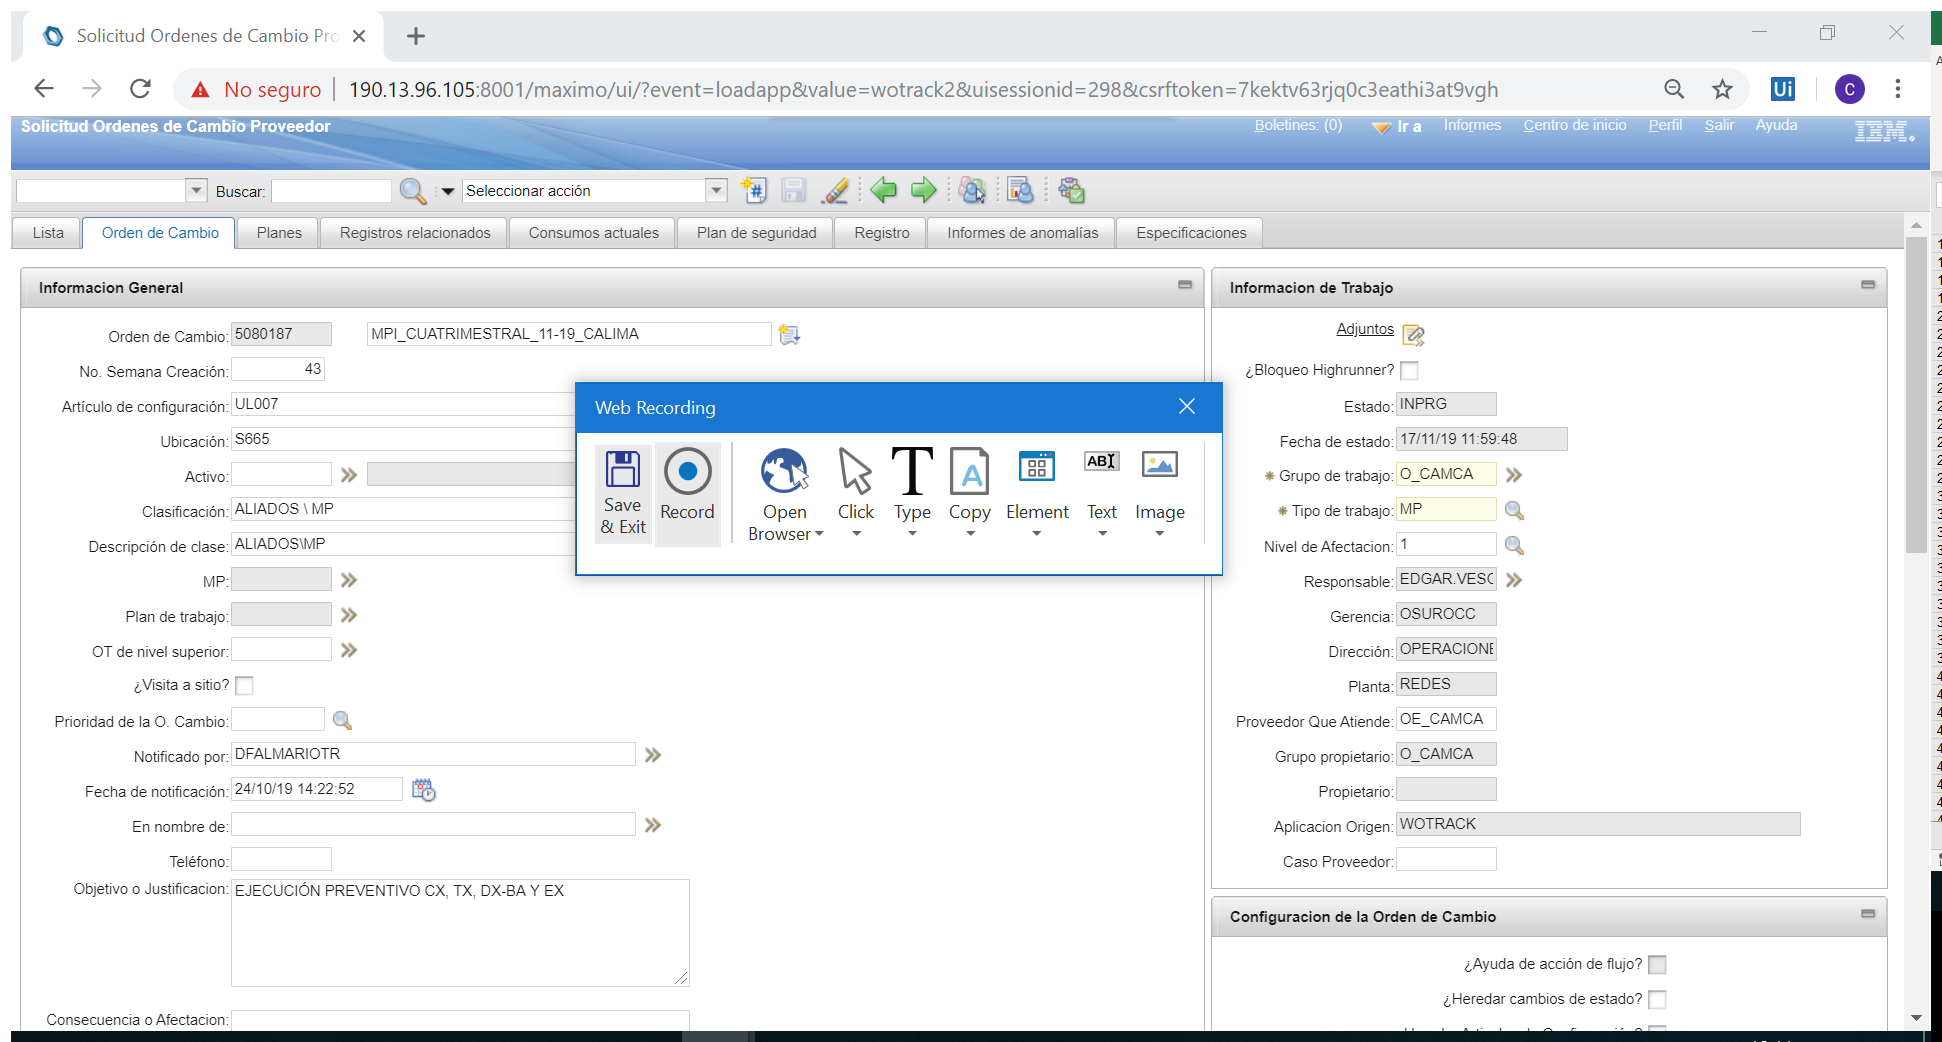 Solicitud Ordenes de Cambio Pro
No seguro
190.13.96.105:8001/maximo/ui/?event=loadapp&value=wotrack2&uisessionid=298&csrftoken=7kektv63rjq0c3eathi3at9vgh
Ui
C
Solicitud Ordenes de Cambio Proveedor
Boletines: (0) Ir a Informes Centro de inicio Perfil Salir Ayuda
IBM.
Buscar: Seleccionar acción
Lista Orden de Cambio Planes Registros relacionados Consumos actuales Plan de seguridad Registro Informes de anomalías Especificaciones
Informacion General
Orden de Cambio: 5080187 MPI_CUATRIMESTRAL_11-19_CALIMA
No. Semana Creación: 43
Artículo de configuración: UL007
Ubicación: S665
Activo:
Clasificación: ALIADOS \ MP
Descripción de clase: ALIADOS\MP
MP:
Plan de trabajo:
OT de nivel superior:
¿Visita a sitio?
Prioridad de la O. Cambio:
Notificado por: DFALMARIOTR
Fecha de notificación: 24/10/19 14:22:52
En nombre de:
Teléfono:
Objetivo o Justificacion: EJECUCIÓN PREVENTIVO CX, TX, DX-BA Y EX
Consecuencia o Afectacion:
Web Recording
Save & Exit
Record
Open Browser
Click
Type
Copy
Element
Text
Image
Informacion de Trabajo
Adjuntos
¿Bloqueo Highrunner?
Estado: INPRG
Fecha de estado: 17/11/19 11:59:48
Grupo de trabajo: O_CAMCA
Tipo de trabajo: MP
Nivel de Afectacion: 1
Responsable: EDGAR.VESC
Gerencia: OSUROCC
Dirección: OPERACIONE
Planta: REDES
Proveedor Que Atiende: OE_CAMCA
Grupo propietario: O_CAMCA
Propietario:
Aplicacion Origen: WOTRACK
Caso Proveedor:
Configuracion de la Orden de Cambio
¿Ayuda de acción de flujo?
¿Heredar cambios de estado?